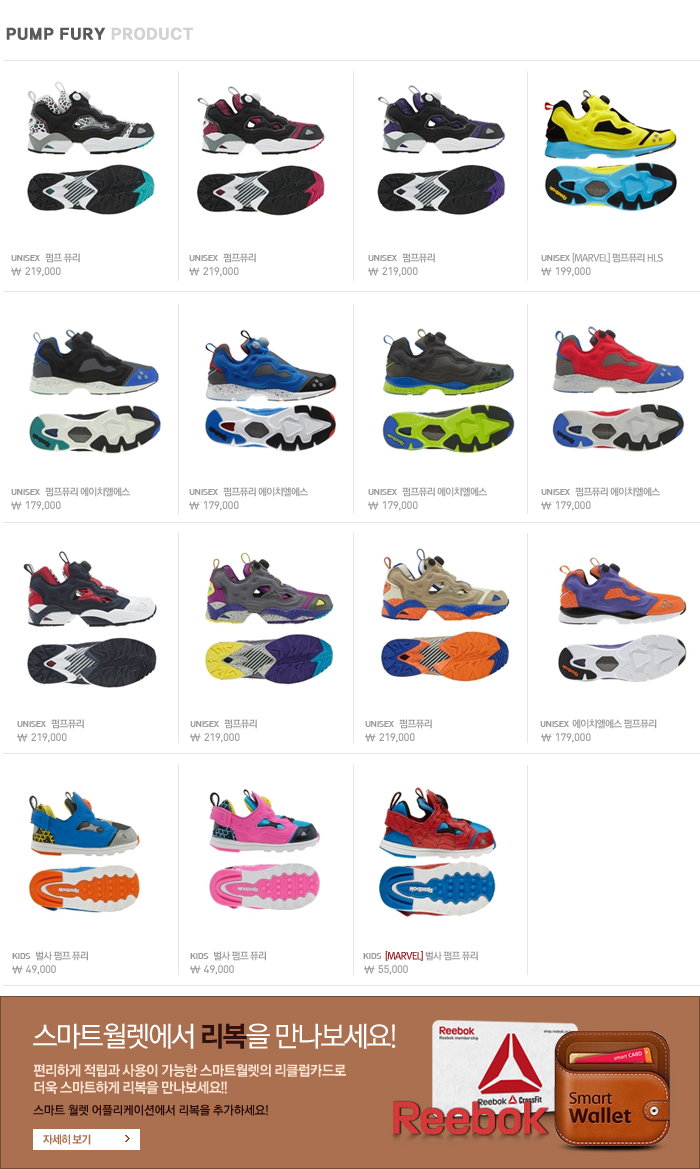 PUMP FURY PRODUCT
UNISEX 펌프 퓨리
₩ 219,000
UNISEX 펌프퓨리
₩ 219,000
UNISEX 펌프퓨리
₩ 219,000
UNISEX [MARVEL] 펌프퓨리 HLS
₩ 199,000
UNISEX 펌프퓨리 에이치엘에스
₩ 179,000
UNISEX 펌프퓨리 에이치엘에스
₩ 179,000
UNISEX 펌프퓨리 에이치엘에스
₩ 179,000
UNISEX 펌프퓨리 에이치엘에스
₩ 179,000
UNISEX 펌프퓨리
₩ 219,000
UNISEX 펌프퓨리
₩ 219,000
UNISEX 펌프퓨리
₩ 219,000
UNISEX 에이치엘에스 펌프퓨리
₩ 179,000
KIDS 벌사 펌프 퓨리
₩ 49,000
KIDS 벌사 펌프 퓨리
₩ 49,000
KIDS [MARVEL] 벌사 펌프 퓨리
₩ 55,000
스마트월렛에서 리복을 만나보세요!
편리하게 적립과 사용이 가능한 스마트월렛의 리클럽카드로
더욱 스마트하게 리복을 만나보세요!!
스마트 월렛 어플리케이션에서 리복을 추가하세요!
자세히 보기
Reebok
Reebok membership
Reebok CrossFit
Reebok
smart CARD
Smart
Wallet